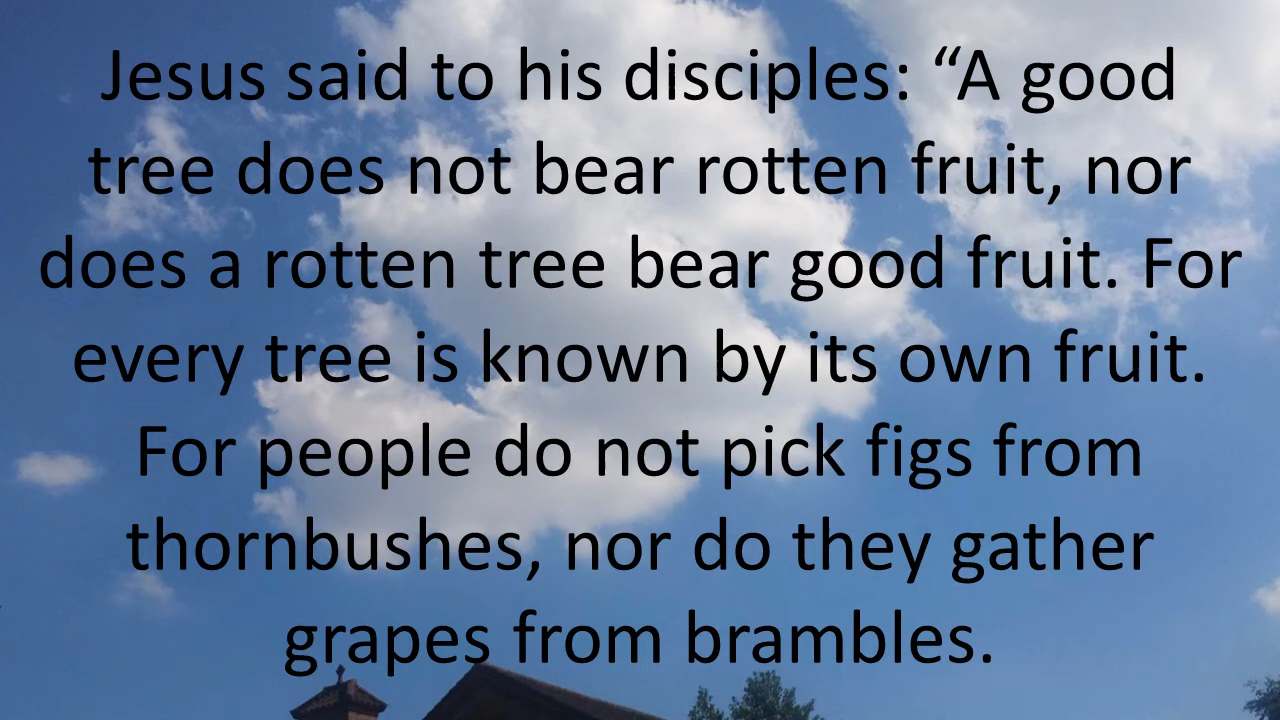 Jesus said to his disciples: “A good
tree does not bear rotten fruit, nor
does a rotten tree bear good fruit. For
every tree is known by its own fruit.
For people do not pick figs from
thornbushes, nor do they gather
grapes from brambles.